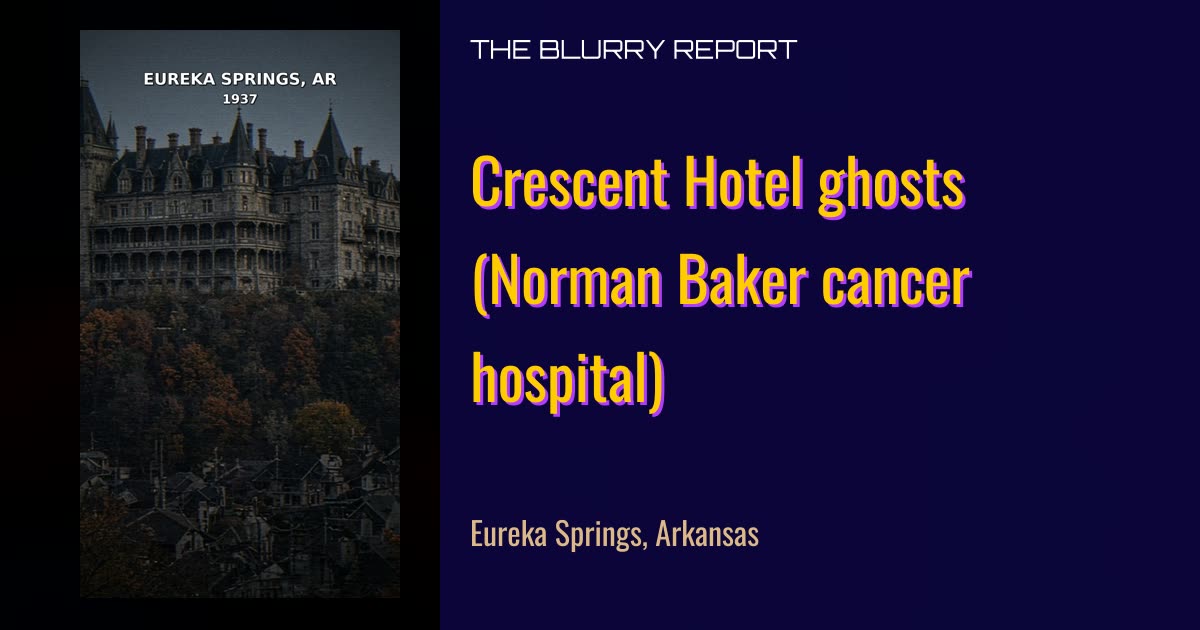 EUREKA SPRINGS, AR
1937
THE BLURRY REPORT
Crescent Hotel ghosts
(Norman Baker cancer
hospital)
Eureka Springs, Arkansas